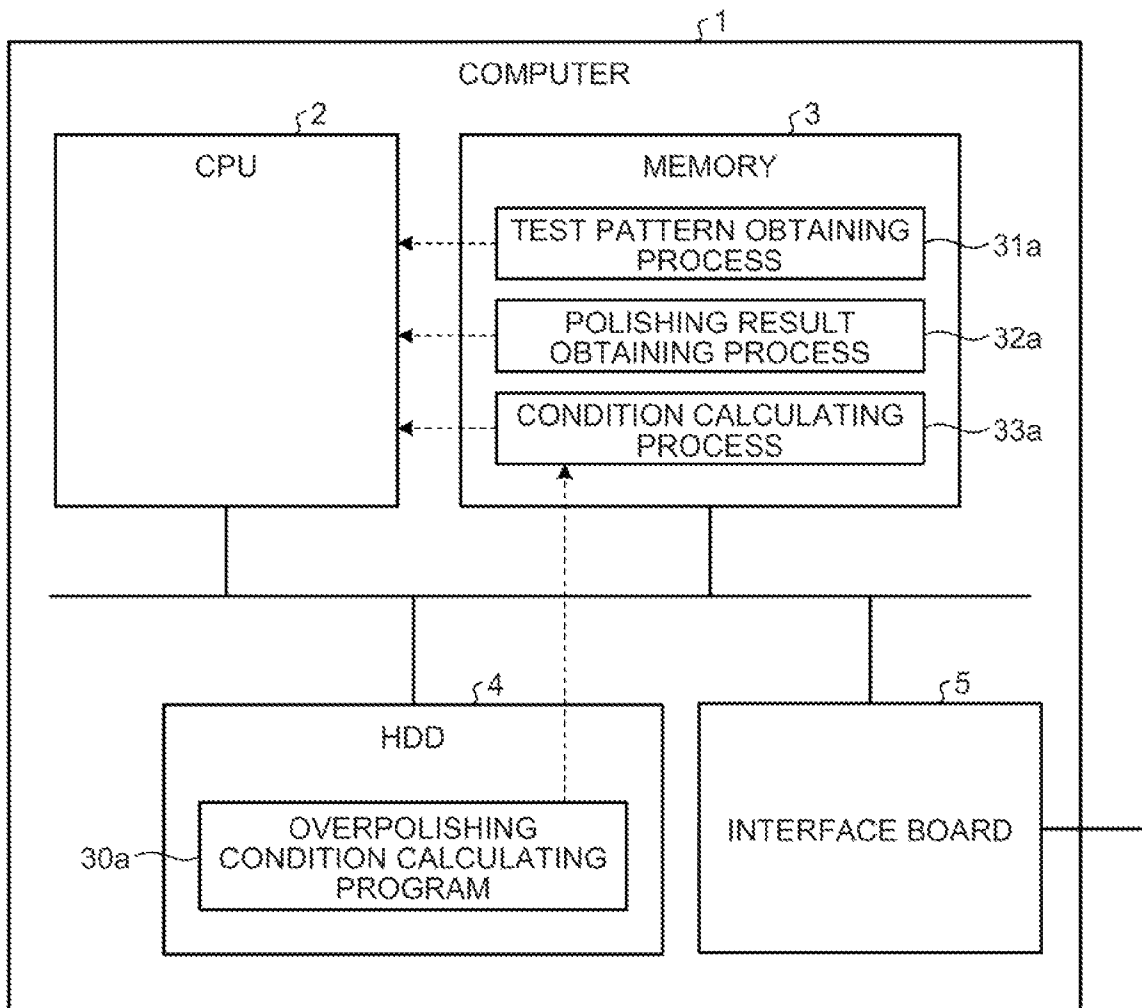 1
COMPUTER
2
CPU
3
MEMORY
TEST PATTERN OBTAINING
PROCESS
31a
POLISHING RESULT
OBTAINING PROCESS
32a
CONDITION CALCULATING
PROCESS
33a
4
HDD
30a
OVERPOLISHING
CONDITION CALCULATING
PROGRAM
5
INTERFACE BOARD